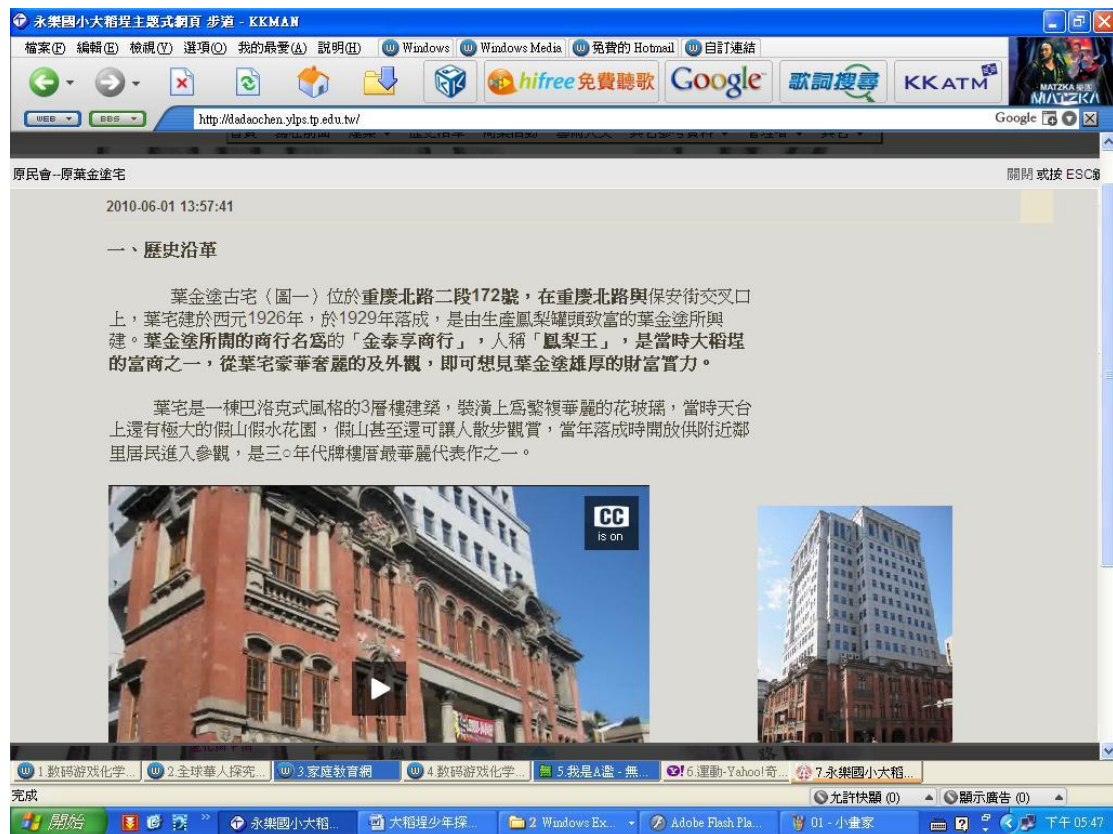 永樂國小大稻埕主題式網頁 步道 - KKMAN
檔案(F) 編輯(E) 檢視(V) 選項(O) 我的最愛(A) 說明(H) Windows Windows Media 免費的 Hotmail 自訂連結
hifree 免費聽歌 Google 歌詞搜尋 KKATM
MATZKA 樂團
MATZKA
WEB BBS http://dadaochen.ylps.tp.edu.tw/ Google
原民會--原葉金塗宅 關閉 或按 ESC
2010-06-01 13:57:41
一、歷史沿革
葉金塗古宅（圖一）位於重慶北路二段172號，在重慶北路與保安街交叉口
上，葉宅建於西元1926年，於1929年落成，是由生產鳳梨罐頭致富的葉金塗所興
建。葉金塗所開的商行名為的「金泰享商行」，人稱「鳳梨王」，是當時大稻埕
的富商之一，從葉宅豪華奢麗的及外觀，即可想見葉金塗雄厚的財富實力。
葉宅是一棟巴洛克式風格的3層樓建築，裝潢上為繁複華麗的花玻璃，當時天台
上還有極大的假山假水花園，假山甚至還可讓人散步觀賞，當年落成時開放供附近鄰
里居民進入參觀，是三○年代牌樓厝最華麗代表作之一。
CC
is on
1.数码游戏化学... 2.全球華人探究... 3.家庭教育網 4.数码游戏化学... 5.我是A濫 - 無... 6.運動-Yahoo!奇... 7.永樂國小大稻...
完成 允許快顯 (0) 顯示廣告 (0)
開始 永樂國小大稻... 大稻埕少年探... 2 Windows Ex... Adobe Flash Pla... 01 - 小畫家 下午 05:47